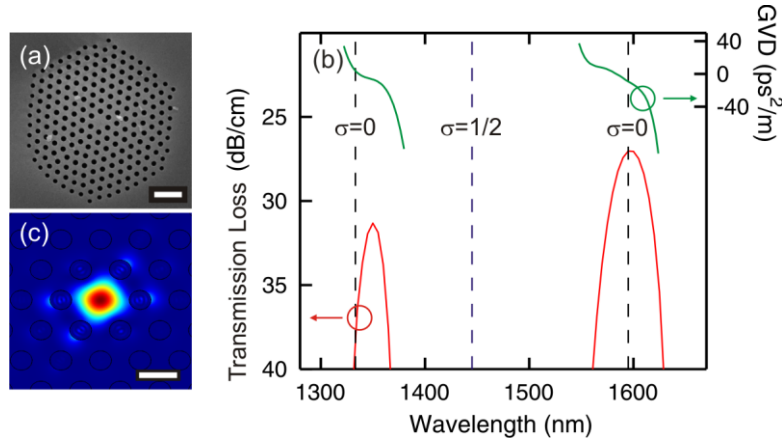 (a)
(c)
(b)
Transmission Loss (dB/cm)
25
30
35
40
1300
1400
1500
1600
Wavelength (nm)
σ=0
σ=1/2
σ=0
40
0
-40
GVD (ps²/m)